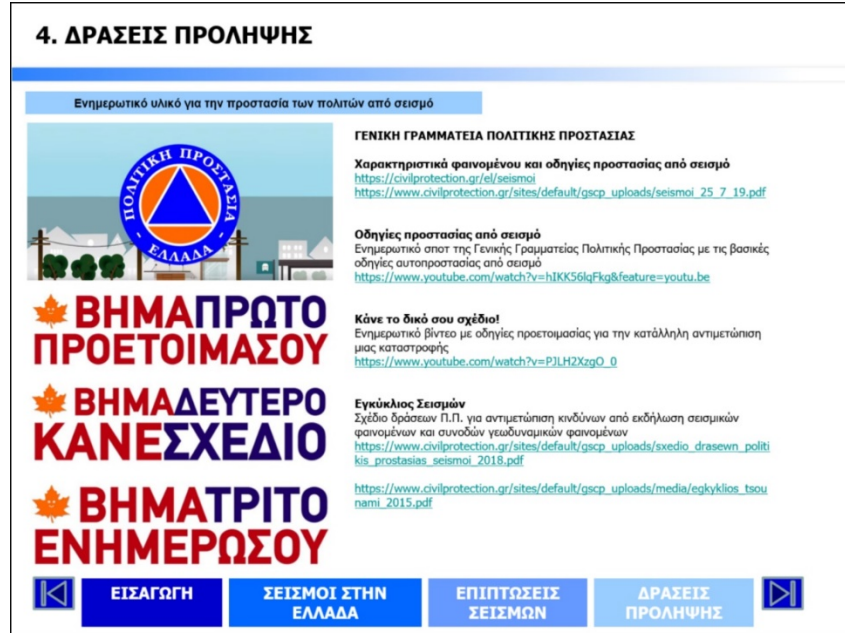 4. ΔΡΑΣΕΙΣ ΠΡΟΛΗΨΗΣ
Ενημερωτικό υλικό για την προστασία των πολιτών από σεισμό
ΠΟΛΙΤΙΚΗ ΠΡΟΣΤΑΣΙΑ
- ΕΛΛΑΔΑ -
ΒΗΜΑΠΡΩΤΟ
ΠΡΟΕΤΟΙΜΑΣΟΥ
ΒΗΜΑΔΕΥΤΕΡΟ
ΚΑΝΕΣΧΕΔΙΟ
ΒΗΜΑΤΡΙΤΟ
ΕΝΗΜΕΡΩΣΟΥ
ΓΕΝΙΚΗ ΓΡΑΜΜΑΤΕΙΑ ΠΟΛΙΤΙΚΗΣ ΠΡΟΣΤΑΣΙΑΣ
Χαρακτηριστικά φαινομένου και οδηγίες προστασίας από σεισμό
https://civilprotection.gr/el/seismoi
https://www.civilprotection.gr/sites/default/gscp_uploads/seismoi_25_7_19.pdf
Οδηγίες προστασίας από σεισμό
Ενημερωτικό σποτ της Γενικής Γραμματείας Πολιτικής Προστασίας με τις βασικές
οδηγίες αυτοπροστασίας από σεισμό
https://www.youtube.com/watch?v=hIKK56lqFkg&feature=youtu.be
Κάνε το δικό σου σχέδιο!
Ενημερωτικό βίντεο με οδηγίες προετοιμασίας για την κατάλληλη αντιμετώπιση
μιας καταστροφής
https://www.youtube.com/watch?v=PJLH2XzgO_0
Εγκύκλιος Σεισμών
Σχέδιο δράσεων Π.Π. για αντιμετώπιση κινδύνων από εκδήλωση σεισμικών
φαινομένων και συνοδών γεωδυναμικών φαινομένων
https://www.civilprotection.gr/sites/default/gscp_uploads/sxedio_drasewn_politi
kis_prostasias_seismoi_2018.pdf
https://www.civilprotection.gr/sites/default/gscp_uploads/media/egkyklios_tsou
nami_2015.pdf
ΕΙΣΑΓΩΓΗ
ΣΕΙΣΜΟΙ ΣΤΗΝ
ΕΛΛΑΔΑ
ΕΠΙΠΤΩΣΕΙΣ
ΣΕΙΣΜΩΝ
ΔΡΑΣΕΙΣ
ΠΡΟΛΗΨΗΣ